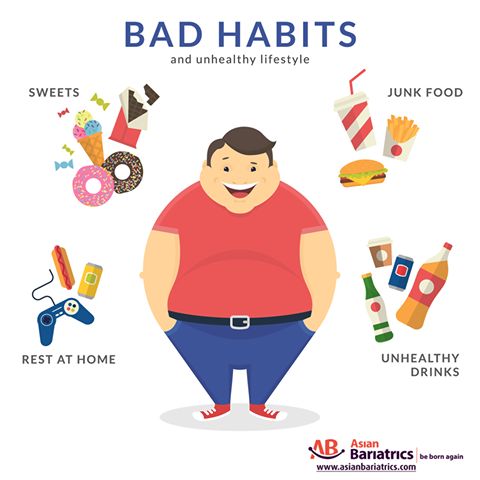 BAD HABITS
and unhealthy lifestyle
SWEETS
JUNK FOOD
REST AT HOME
UNHEALTHY
DRINKS
AB Asian
Bariatrics | be born again
www.asianbariatrics.com